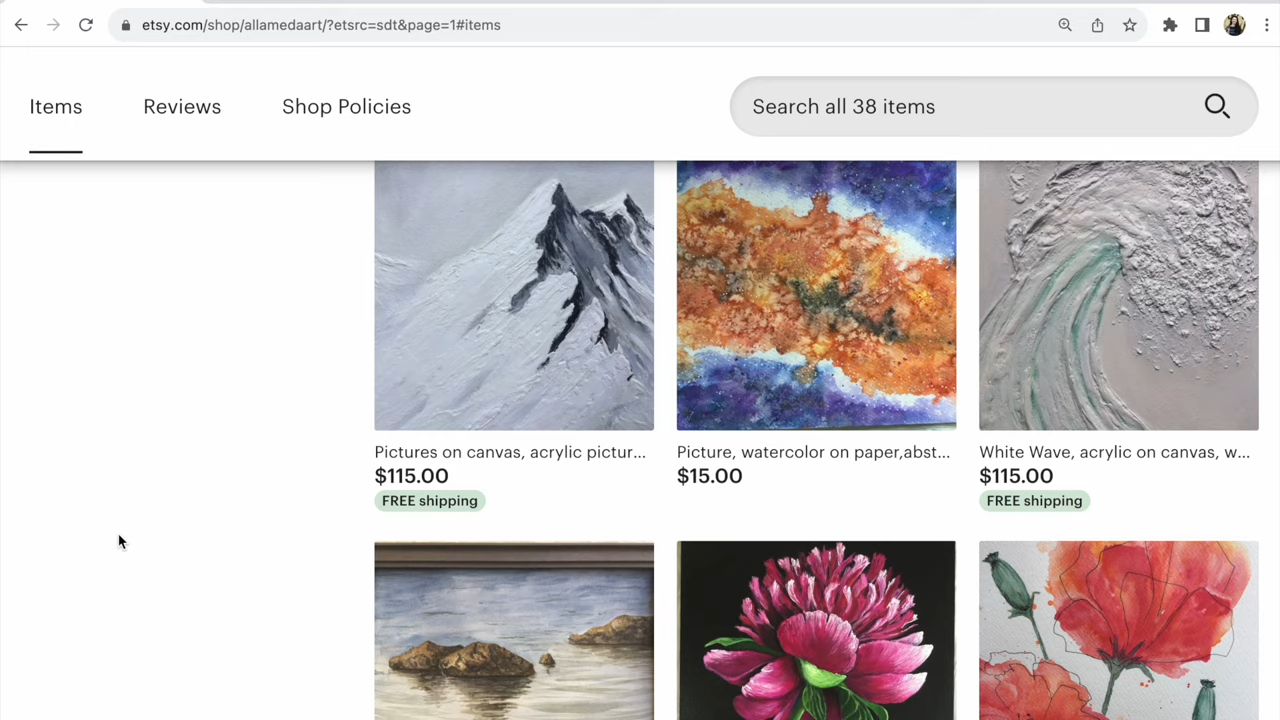 etsy.com/shop/allamedaart/?etsrc=sdt&page=1#items
Items Reviews Shop Policies Search all 38 items
Pictures on canvas, acrylic pictur... Picture, watercolor on paper,abst... White Wave, acrylic on canvas, w...
$115.00 $15.00 $115.00
FREE shipping FREE shipping